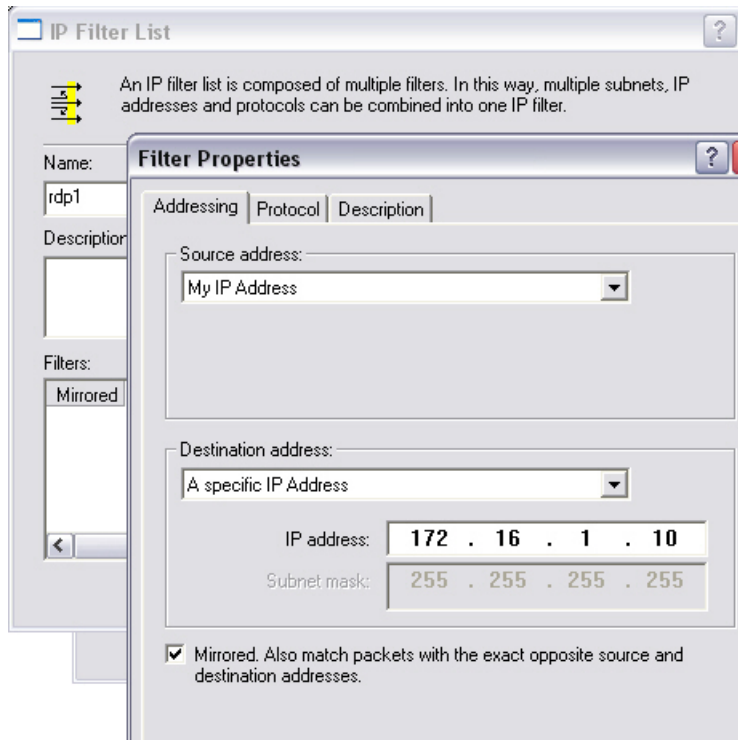 IP Filter List
?
An IP filter list is composed of multiple filters. In this way, multiple subnets, IP
addresses and protocols can be combined into one IP filter.
Name:
rdp1
Description
Filters:
Mirrored
Filter Properties
?
Addressing
Protocol
Description
Source address:
My IP Address
Destination address:
A specific IP Address
IP address:
172 . 16 . 1 . 10
Subnet mask:
255 . 255 . 255 . 255
Mirrored. Also match packets with the exact opposite source and
destination addresses.